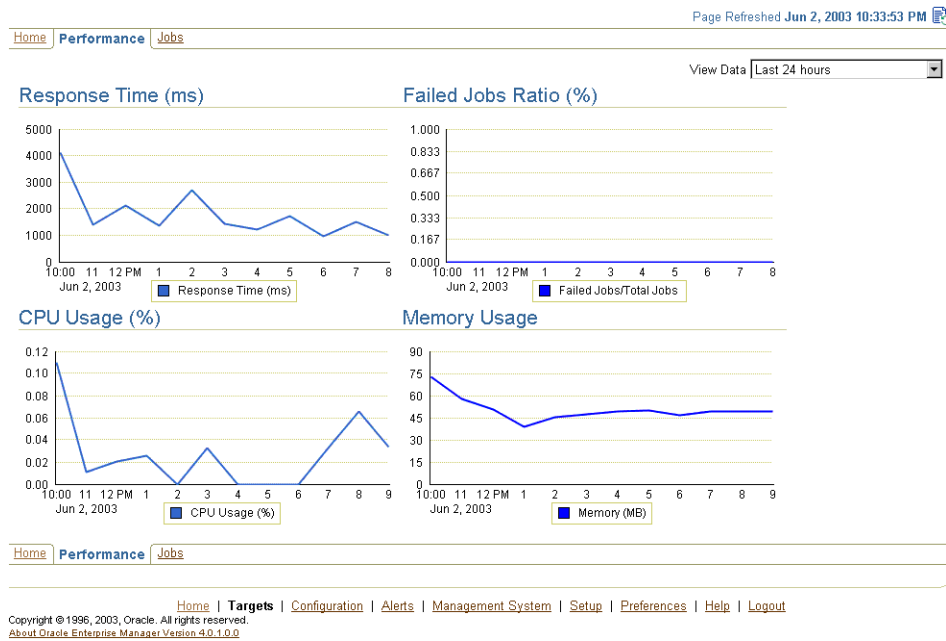 Page Refreshed Jun 2, 2003 10:33:53 PM
Home Performance Jobs
View Data Last 24 hours
Response Time (ms)
5000
4000
3000
2000
1000
0
10:00 11 12 PM 1 2 3 4 5 6 7 8
Jun 2, 2003
Response Time (ms)
Failed Jobs Ratio (%)
1.000
0.833
0.667
0.500
0.333
0.167
0.000
10:00 11 12 PM 1 2 3 4 5 6 7 8
Jun 2, 2003
Failed Jobs/Total Jobs
CPU Usage (%)
0.12
0.10
0.08
0.06
0.04
0.02
0.00
10:00 11 12 PM 1 2 3 4 5 6 7 8 9
Jun 2, 2003
CPU Usage (%)
Memory Usage
90
75
60
45
30
15
0
10:00 11 12 PM 1 2 3 4 5 6 7 8 9
Jun 2, 2003
Memory (MB)
Home Performance Jobs
Home | Targets | Configuration | Alerts | Management System | Setup | Preferences | Help | Logout
Copyright © 1996, 2003, Oracle. All rights reserved.
About Oracle Enterprise Manager Version 4.0.1.0.0